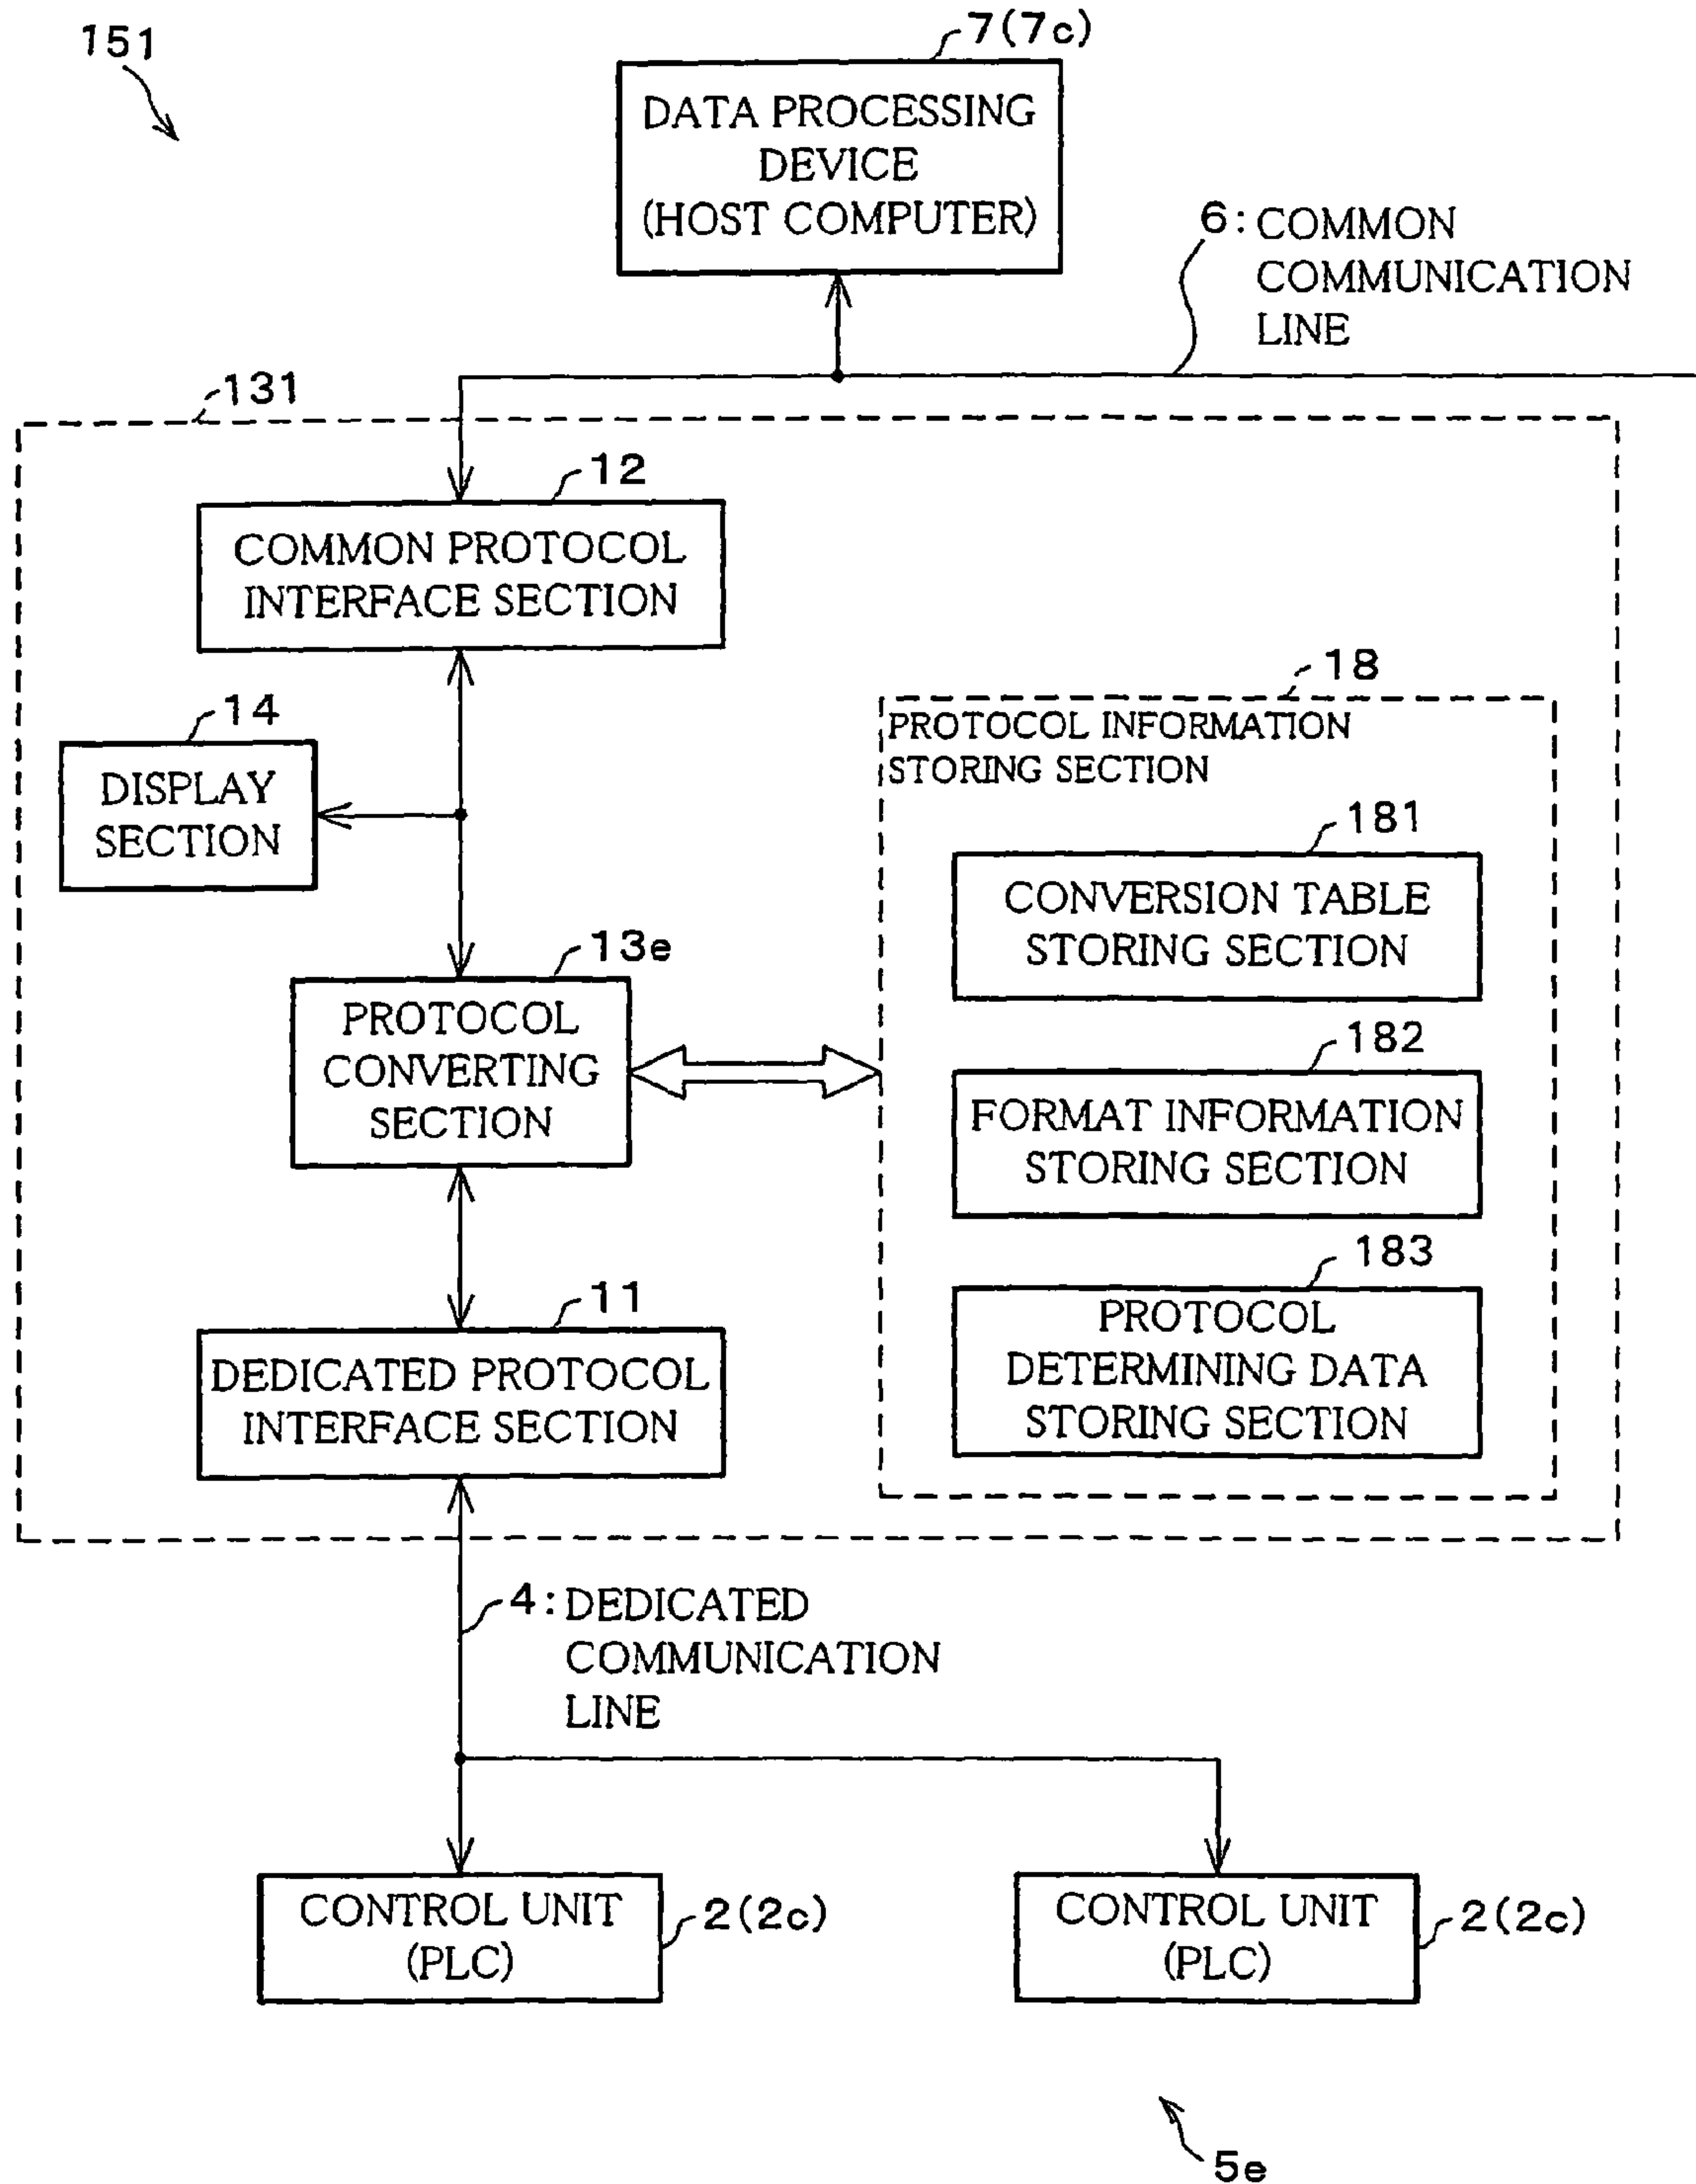 151
7(7c)
DATA PROCESSING
DEVICE
(HOST COMPUTER)
6: COMMON
COMMUNICATION
LINE
131
12
COMMON PROTOCOL
INTERFACE SECTION
18
PROTOCOL INFORMATION
STORING SECTION
14
DISPLAY
SECTION
181
CONVERSION TABLE
STORING SECTION
13e
PROTOCOL
CONVERTING
SECTION
182
FORMAT INFORMATION
STORING SECTION
183
PROTOCOL
DETERMINING DATA
STORING SECTION
11
DEDICATED PROTOCOL
INTERFACE SECTION
4: DEDICATED
COMMUNICATION
LINE
CONTROL UNIT
(PLC)
2(2c)
CONTROL UNIT
(PLC)
2(2c)
5e